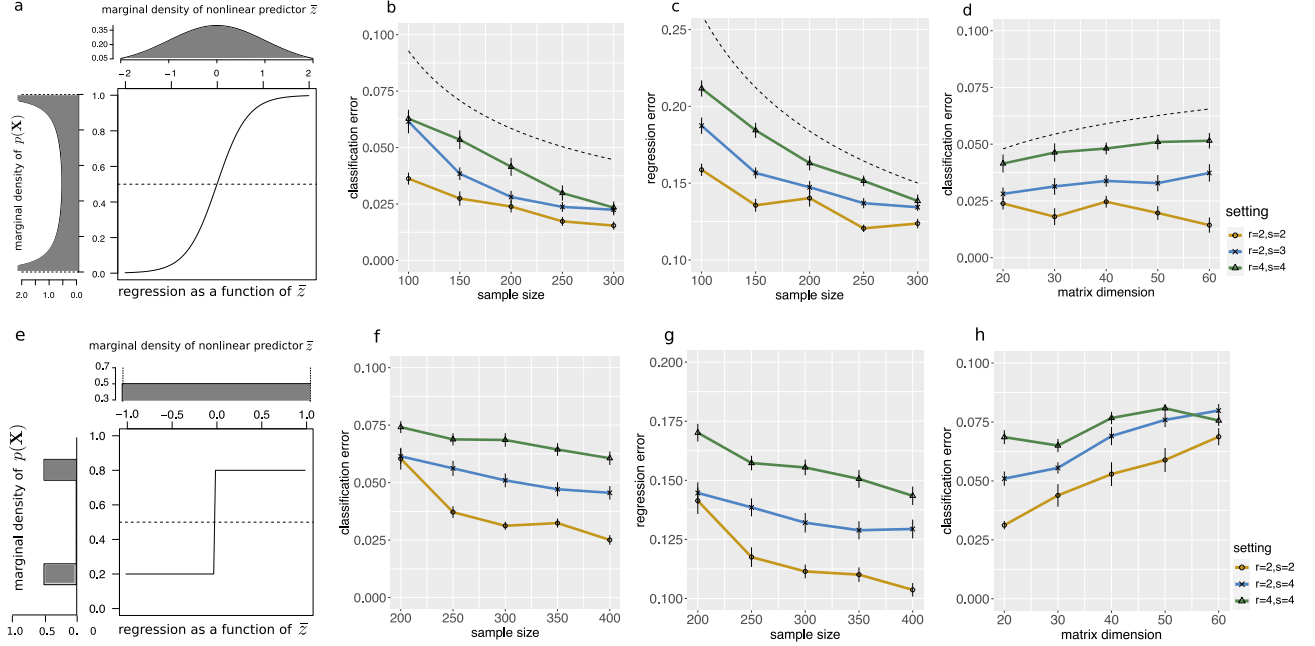 a
marginal density of nonlinear predictor z̄
0.35
0.20
0.05
−2 −1 0 1 2
marginal density of p(X)
1.0
0.8
0.6
0.4
0.2
0.0
2.0 1.0 0.0
regression as a function of z̄
b
classification error
0.100
0.075
0.050
0.025
0.000
100 150 200 250 300
sample size
c
regression error
0.25
0.20
0.15
0.10
100 150 200 250 300
sample size
d
classification error
0.100
0.075
0.050
0.025
0.000
20 30 40 50 60
matrix dimension
setting
r=2,s=2
r=2,s=3
r=4,s=4
e
marginal density of nonlinear predictor z̄
0.7
0.5
0.3
−1.0 −0.5 0.0 0.5 1.0
marginal density of p(X)
1.0
0.8
0.6
0.4
0.2
0.0
1.0 0.5 0. 0
regression as a function of z̄
f
classification error
0.100
0.075
0.050
0.025
0.000
200 250 300 350 400
sample size
g
regression error
0.200
0.175
0.150
0.125
0.100
200 250 300 350 400
sample size
h
classification error
0.100
0.075
0.050
0.025
0.000
20 30 40 50 60
matrix dimension
setting
r=2,s=2
r=2,s=4
r=4,s=4